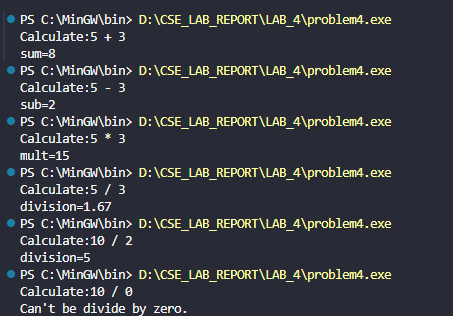 PS C:\MinGW\bin> D:\CSE_LAB_REPORT\LAB_4\problem4.exe
Calculate:5 + 3
sum=8
PS C:\MinGW\bin> D:\CSE_LAB_REPORT\LAB_4\problem4.exe
Calculate:5 - 3
sub=2
PS C:\MinGW\bin> D:\CSE_LAB_REPORT\LAB_4\problem4.exe
Calculate:5 * 3
mult=15
PS C:\MinGW\bin> D:\CSE_LAB_REPORT\LAB_4\problem4.exe
Calculate:5 / 3
division=1.67
PS C:\MinGW\bin> D:\CSE_LAB_REPORT\LAB_4\problem4.exe
Calculate:10 / 2
division=5
PS C:\MinGW\bin> D:\CSE_LAB_REPORT\LAB_4\problem4.exe
Calculate:10 / 0
Can't be divide by zero.